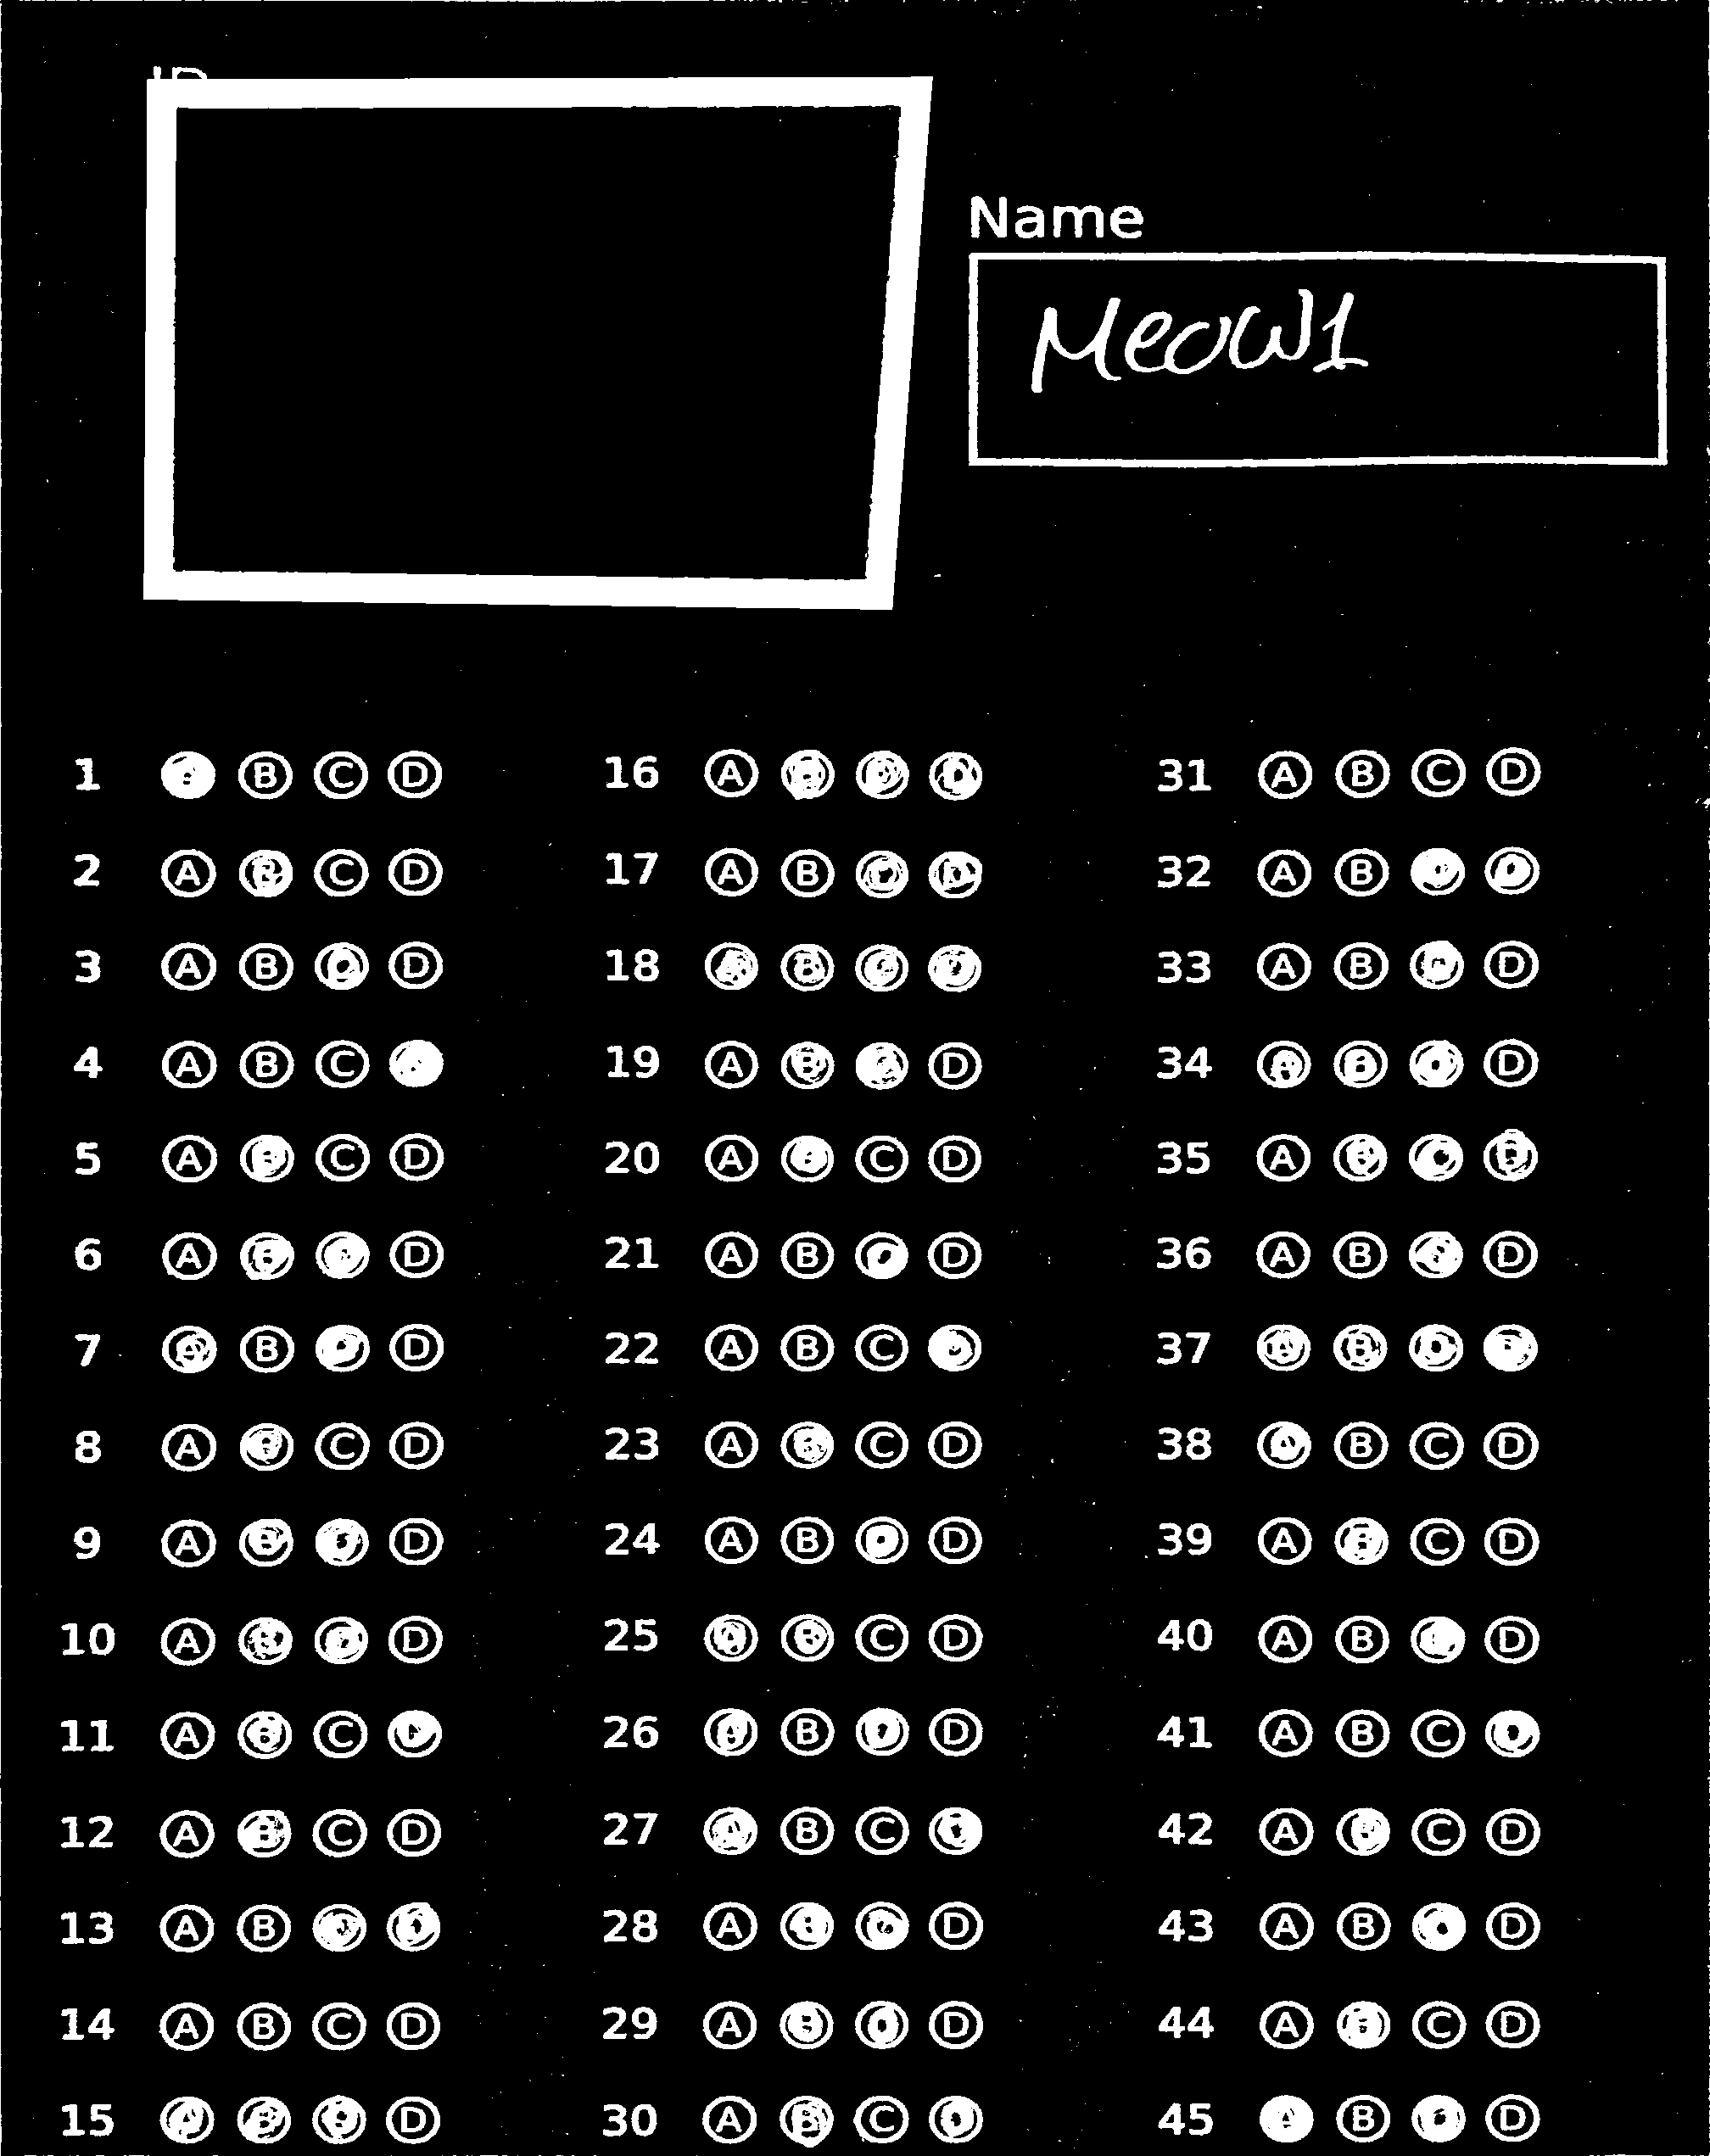 Name
Meow1
1 B C D
2 A C D
3 A B D
4 A B C
5 A C D
6 A D
7 B D
8 A C D
9 A D
10 A D
11 A C
12 A C D
13 A B
14 A B C D
15 D
16 A
17 A B
18
19 A D
20 A C D
21 A B D
22 A B C
23 A C D
24 A B D
25 C D
26 B D
27 B C
28 A D
29 A D
30 A C
31 A B C D
32 A B
33 A B D
34 D
35 A
36 A B D
37
38 B C D
39 A C D
40 A B D
41 A B C
42 A C D
43 A B D
44 A C D
45 B D